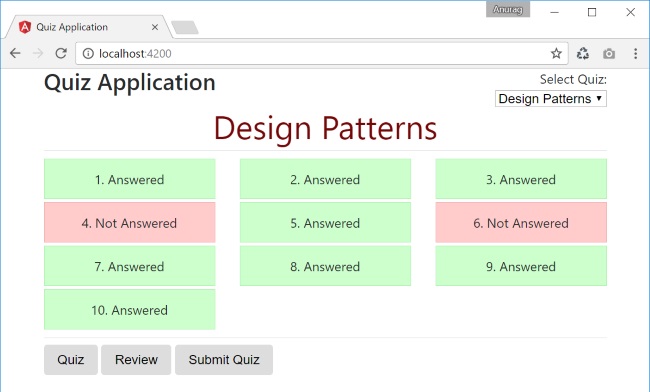 Anurag
Quiz Application
localhost:4200
Quiz Application
Select Quiz:
Design Patterns
Design Patterns
1. Answered
2. Answered
3. Answered
4. Not Answered
5. Answered
6. Not Answered
7. Answered
8. Answered
9. Answered
10. Answered
Quiz
Review
Submit Quiz